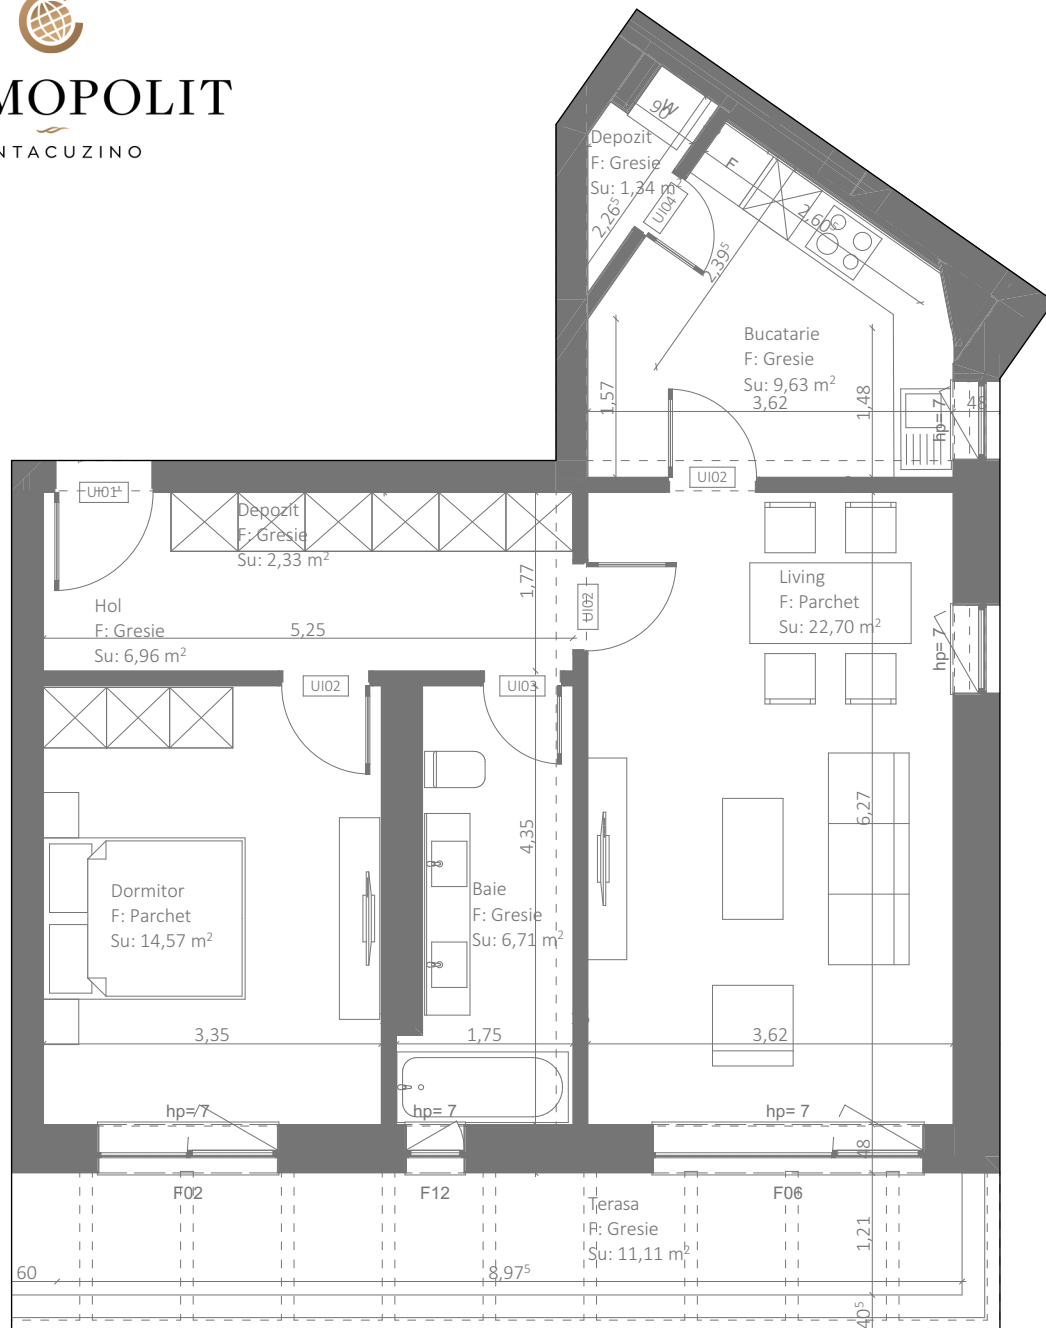 MOPOLIT
NTACUZINO
90
W
Depozit
F: Gresie
Su: 1,34 m²
UI04
F
2,26⁵
2,39⁵
2,60⁵
Bucatarie
F: Gresie
Su: 9,63 m²
3,62
48
1,57
1,48
hp= 7
UI02
UI01
Depozit
F: Gresie
Su: 2,33 m²
1,77
UI02
Living
F: Parchet
Su: 22,70 m²
hp= 7
Hol
F: Gresie
Su: 6,96 m²
5,25
UI02
UI03
4,35
6,27
Dormitor
F: Parchet
Su: 14,57 m²
Baie
F: Gresie
Su: 6,71 m²
3,35
1,75
3,62
hp= 7
hp= 7
hp= 7
48
F02
F12
F06
Terasa
F: Gresie
Su: 11,11 m²
1,21
60
8,97⁵
40⁵